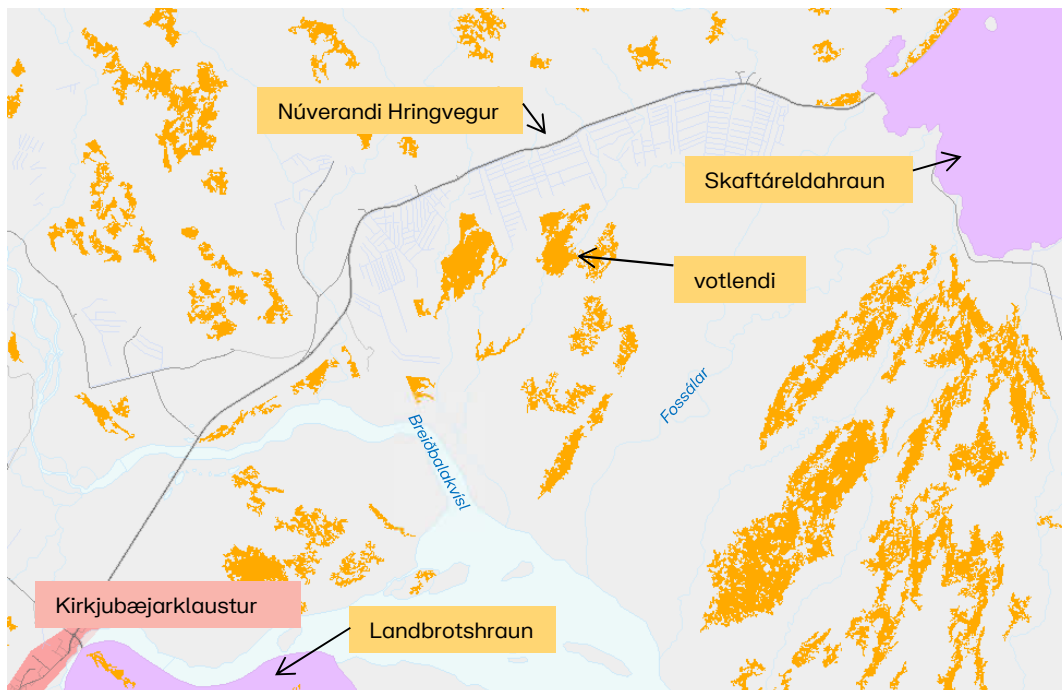 Núverandi Hringvegur
Skaftáreldahraun
votlendi
Fossálar
Breiðbalakvísl
Kirkjubæjarklaustur
Landbrotshraun